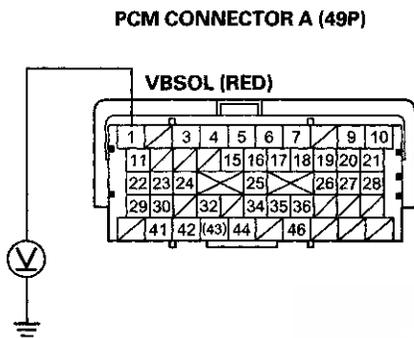 PCM CONNECTOR A (49P)
VBSOL (RED)
1 3 4 5 6 7 9 10
11 15 16 17 18 19 20 21
22 23 24 25 26 27 28
29 30 32 34 35 36
41 42 (43) 44 46
V